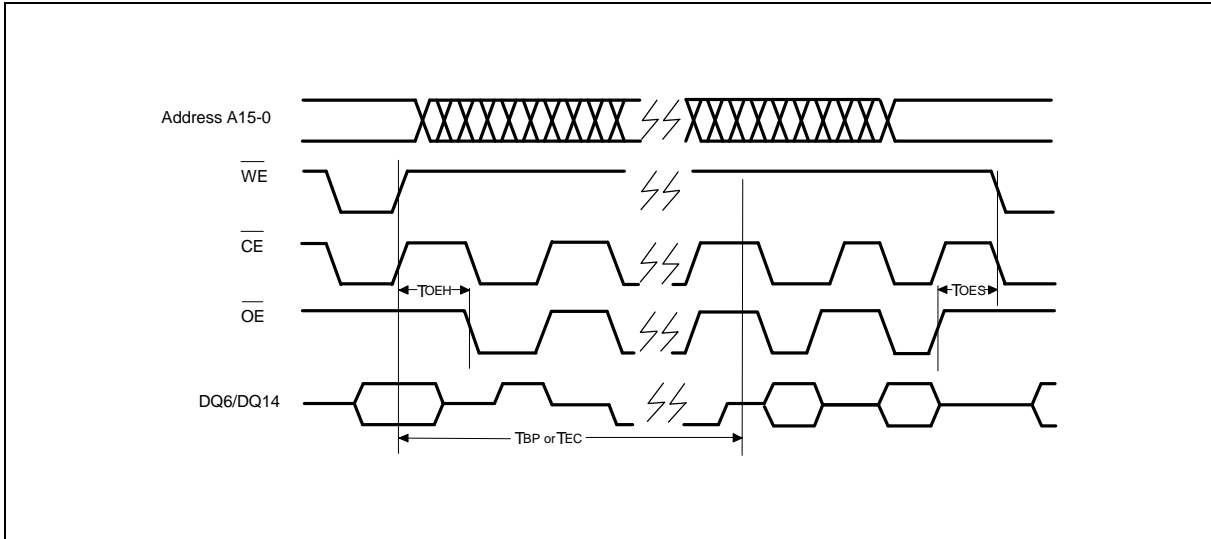 Address A15-0
WE
CE
TOEH
TOES
OE
DQ6/DQ14
TBP or TEC